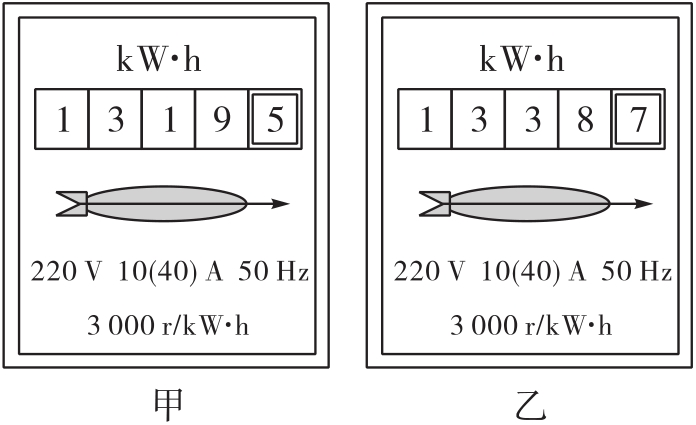 kW·h
1 3 1 9 5
220 V 10(40) A 50 Hz
3 000 r/kW·h
甲
kW·h
1 3 3 8 7
220 V 10(40) A 50 Hz
3 000 r/kW·h
乙